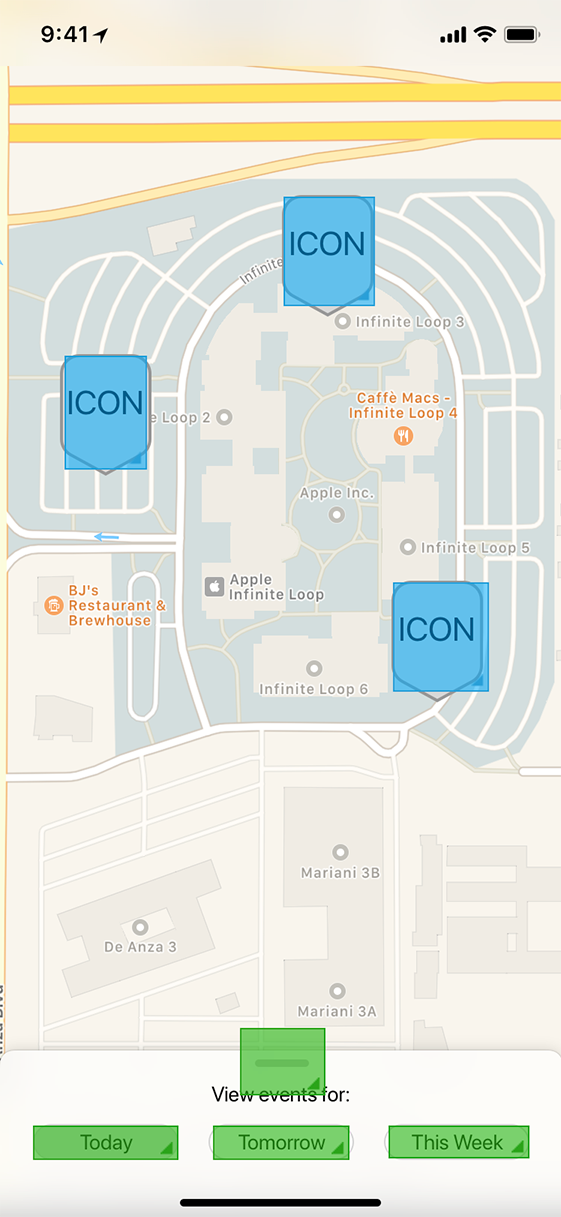 9:41
ICON
Infinite
Infinite Loop 3
ICON
e Loop 2
Caffè Macs -
Infinite Loop 4
Apple Inc.
Infinite Loop 5
Apple
Infinite Loop
BJ's
Restaurant &
Brewhouse
ICON
Infinite Loop 6
Mariani 3B
De Anza 3
Mariani 3A
View events for:
Today
Tomorrow
This Week